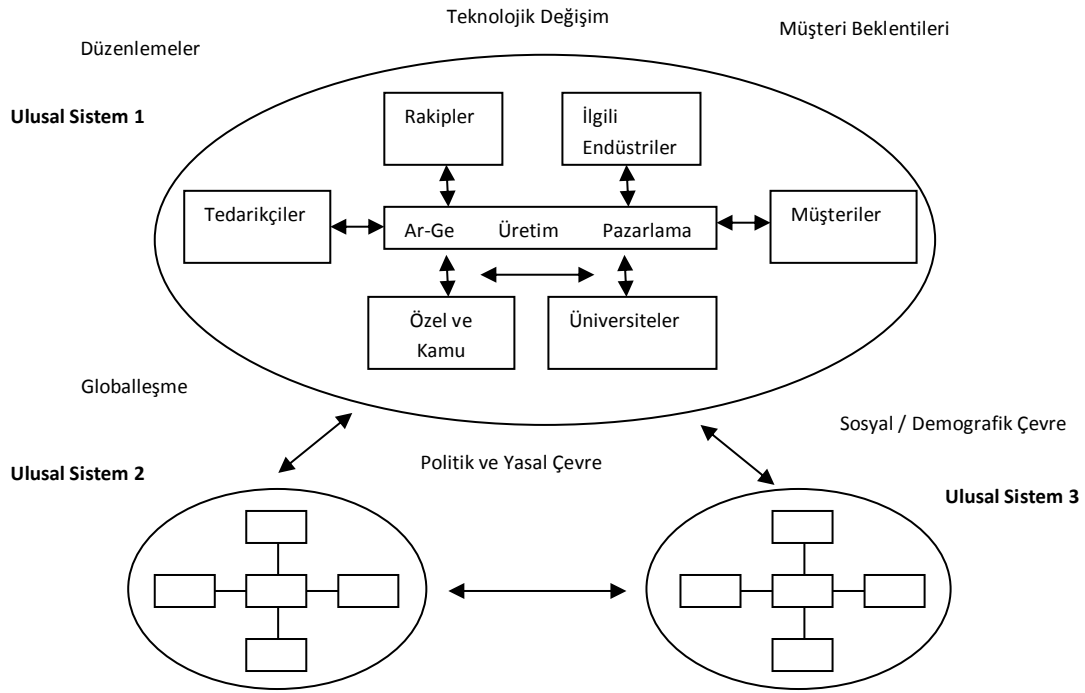 Teknolojik Değişim
Müşteri Beklentileri
Düzenlemeler
Ulusal Sistem 1
Rakipler
İlgili
Endüstriler
Tedarikçiler
Ar-Ge Üretim Pazarlama
Müşteriler
Özel ve
Kamu
Üniversiteler
Globalleşme
Sosyal / Demografik Çevre
Politik ve Yasal Çevre
Ulusal Sistem 2
Ulusal Sistem 3